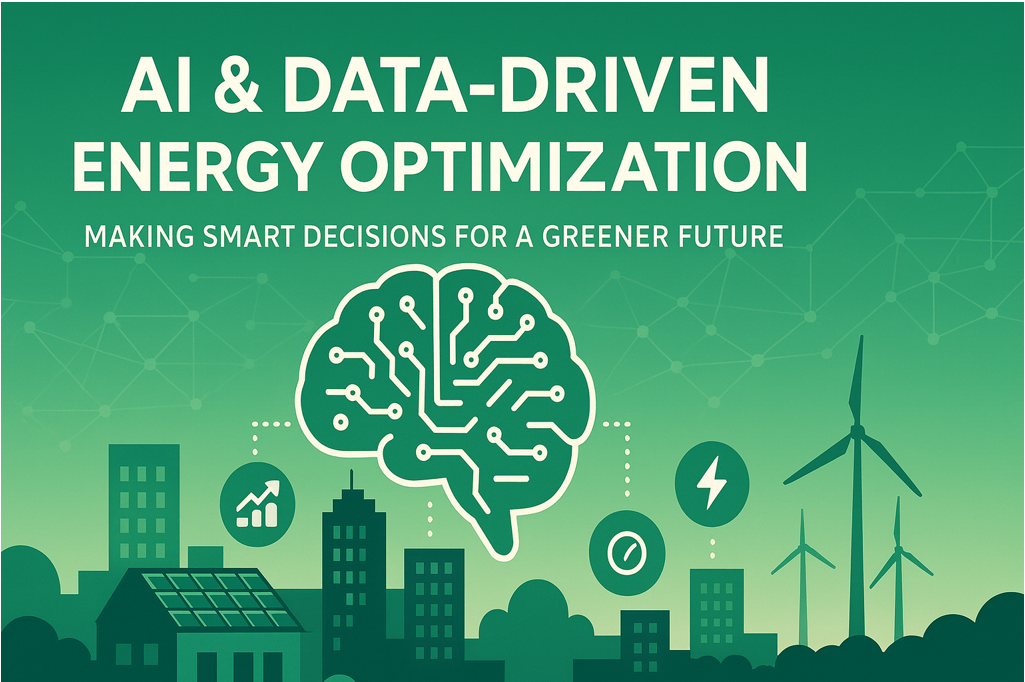 AI & DATA-DRIVEN
ENERGY OPTIMIZATION
MAKING SMART DECISIONS FOR A GREENER FUTURE